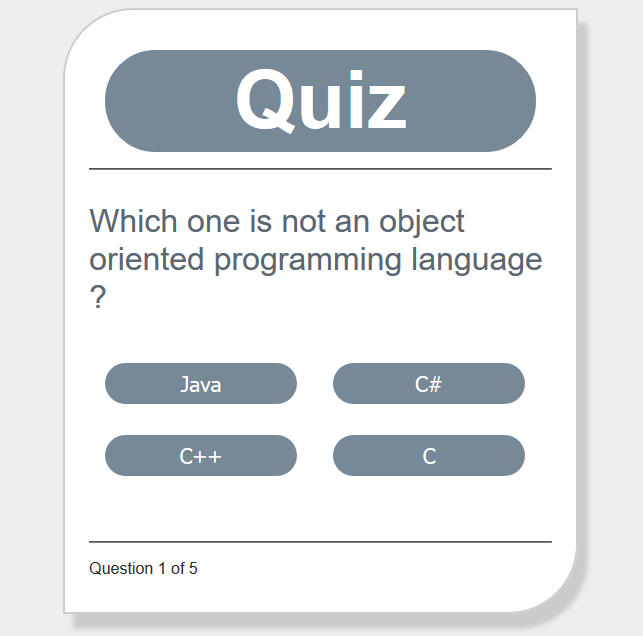 Quiz
Which one is not an object
oriented programming language
?
Java
C#
C++
C
Question 1 of 5